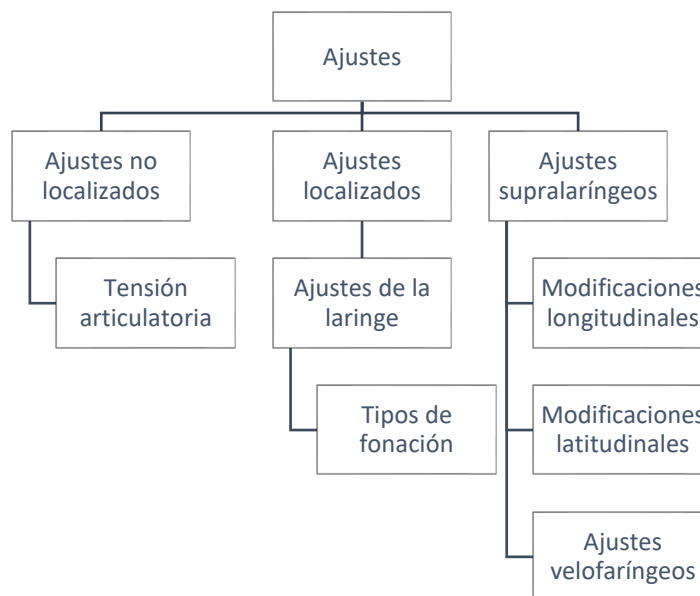 Ajustes
Ajustes no
localizados
Ajustes
localizados
Ajustes
supralaríngeos
Tensión
articulatoria
Ajustes de la
laringe
Modificaciones
longitudinales
Tipos de
fonación
Modificaciones
latitudinales
Ajustes
velofaríngeos